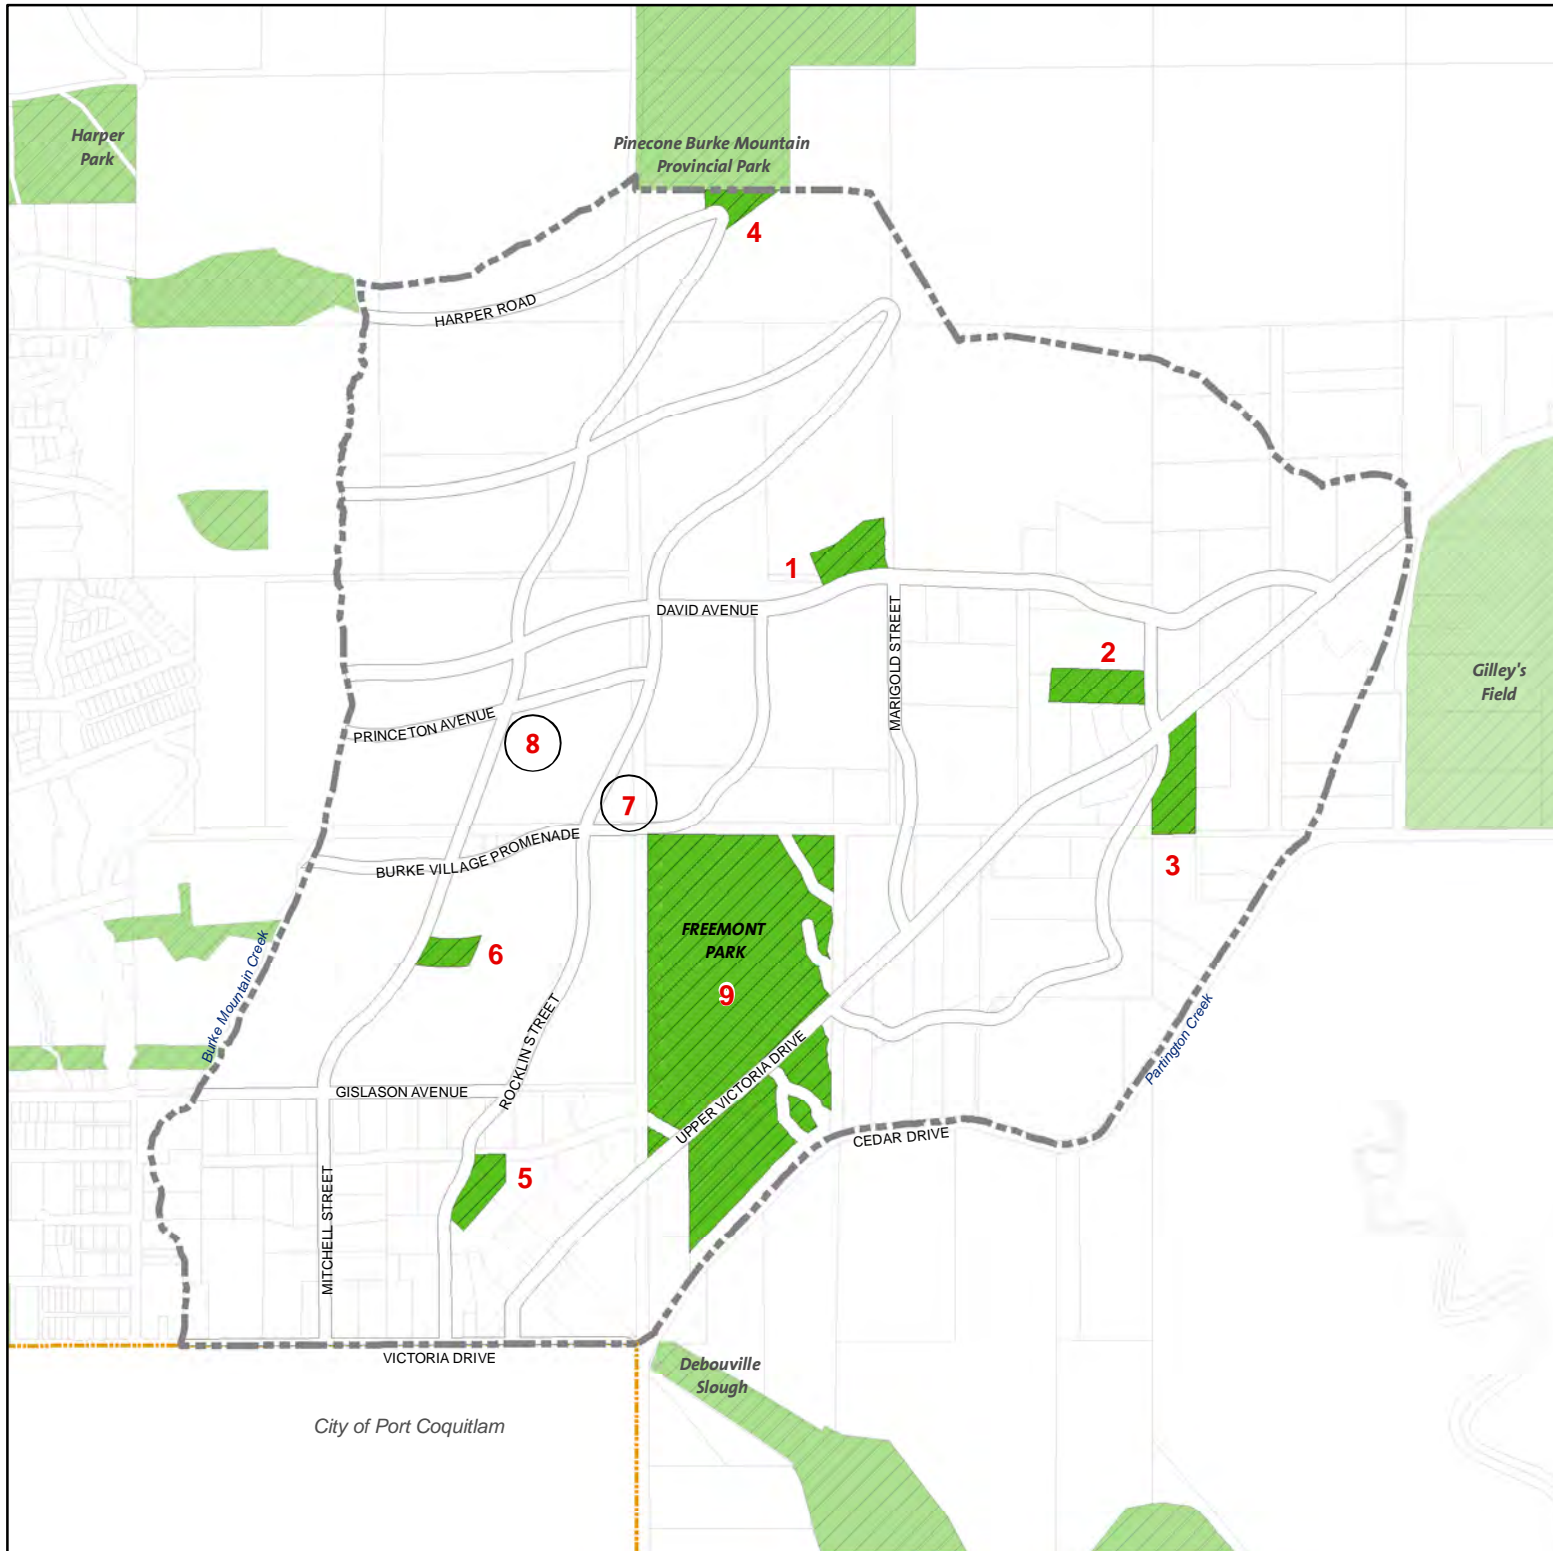 Harper
Park
Pinecone Burke Mountain
Provincial Park
4
HARPER ROAD
1
DAVID AVENUE
MARIGOLD STREET
2
Gilley's
Field
PRINCETON AVENUE
8
7
BURKE VILLAGE PROMENADE
3
FREEMONT
PARK
9
6
Burke Mountain Creek
ROCKLIN STREET
UPPER VICTORIA DRIVE
Partington Creek
GISLASON AVENUE
CEDAR DRIVE
5
MITCHELL STREET
VICTORIA DRIVE
Debouville
Slough
City of Port Coquitlam